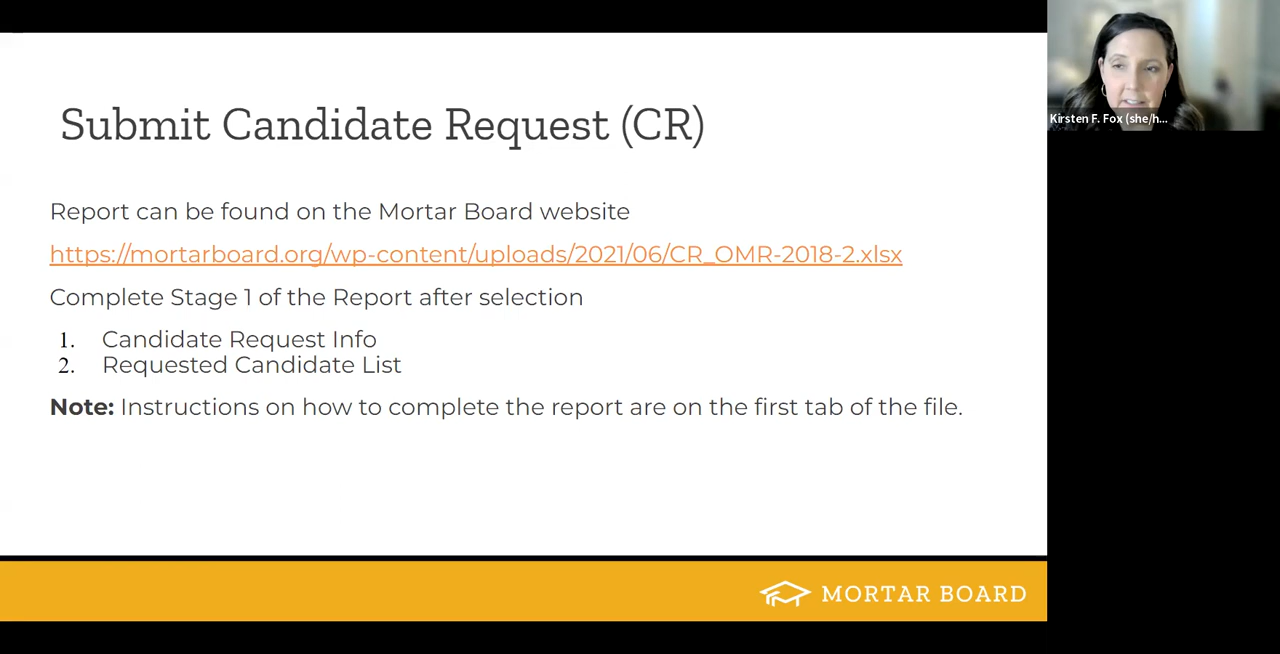 Submit Candidate Request (CR)
Report can be found on the Mortar Board website
https://mortarboard.org/wp-content/uploads/2021/06/CR_OMR-2018-2.xlsx
Complete Stage 1 of the Report after selection
1. Candidate Request Info
2. Requested Candidate List
Note: Instructions on how to complete the report are on the first tab of the file.
MORTAR BOARD
Kirsten F. Fox (she/h...